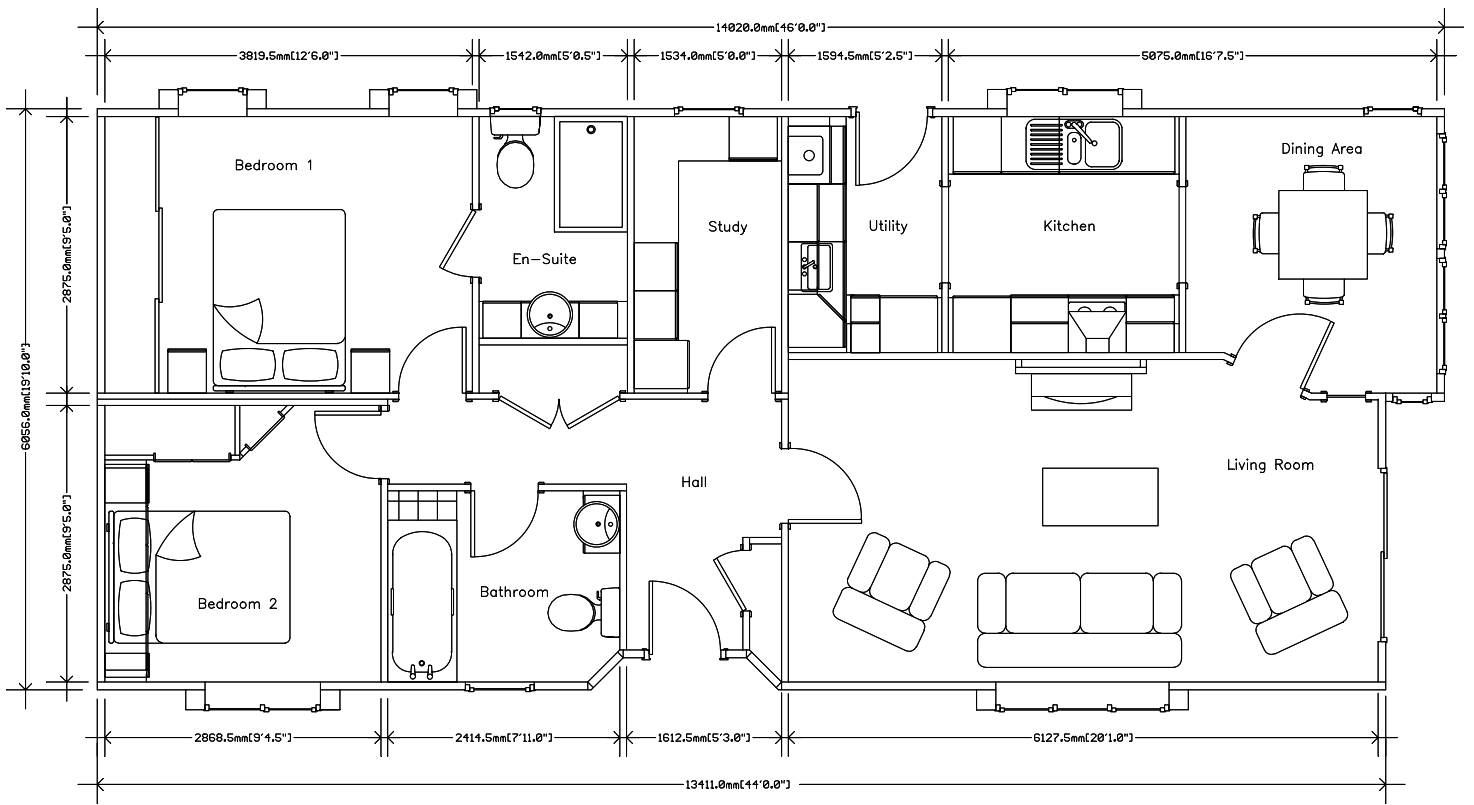 14020.0mm[46'0.0"]
3819.5mm[12'6.0"]
1542.0mm[5'0.5"]
1534.0mm[5'0.0"]
1594.5mm[5'2.5"]
5075.0mm[16'7.5"]
Bedroom 1
Dining Area
Study
Utility
Kitchen
En-Suite
2875.0mm[9'5.0"]
6056.0mm[19'10.0"]
Living Room
Hall
2875.0mm[9'5.0"]
Bathroom
Bedroom 2
2868.5mm[9'4.5"]
2414.5mm[7'11.0"]
1612.5mm[5'3.0"]
6127.5mm[20'1.0"]
13411.0mm[44'0.0"]